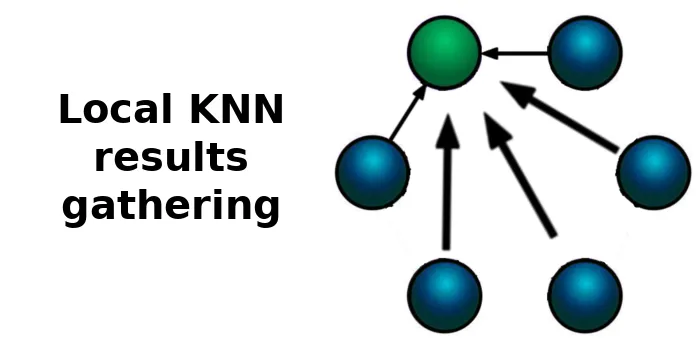 Local KNN
results
gathering